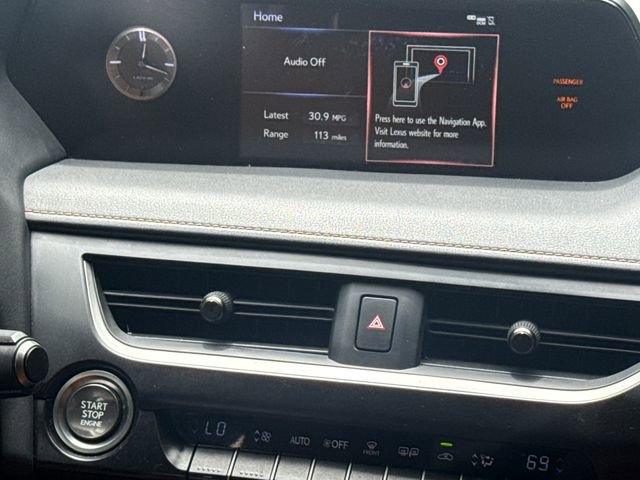 Home
Audio Off
Latest 30.9 MPG
Range 113 miles
Press here to use the Navigation App.
Visit Lexus website for more
information.
PASSENGER
AIR BAG
OFF
LEXUS
START
STOP
ENGINE
LO
AUTO
OFF
FRONT
69